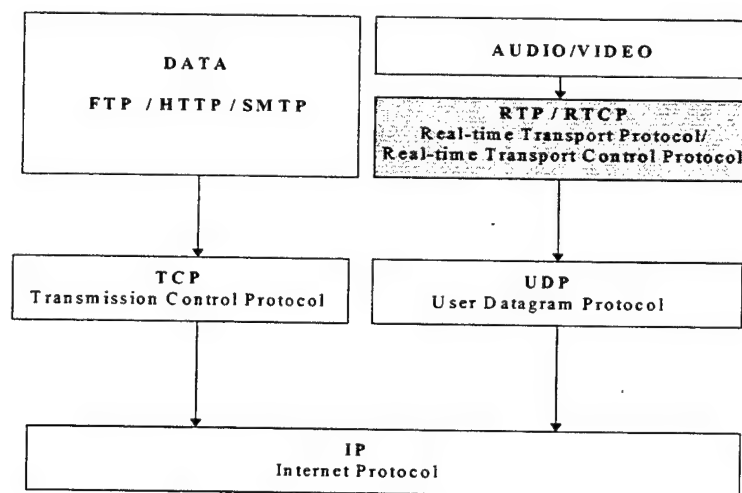 DATA
FTP / HTTP / SMTP
AUDIO/VIDEO
RTP / RTCP
Real-time Transport Protocol/
Real-time Transport Control Protocol
TCP
Transmission Control Protocol
UDP
User Datagram Protocol
IP
Internet Protocol